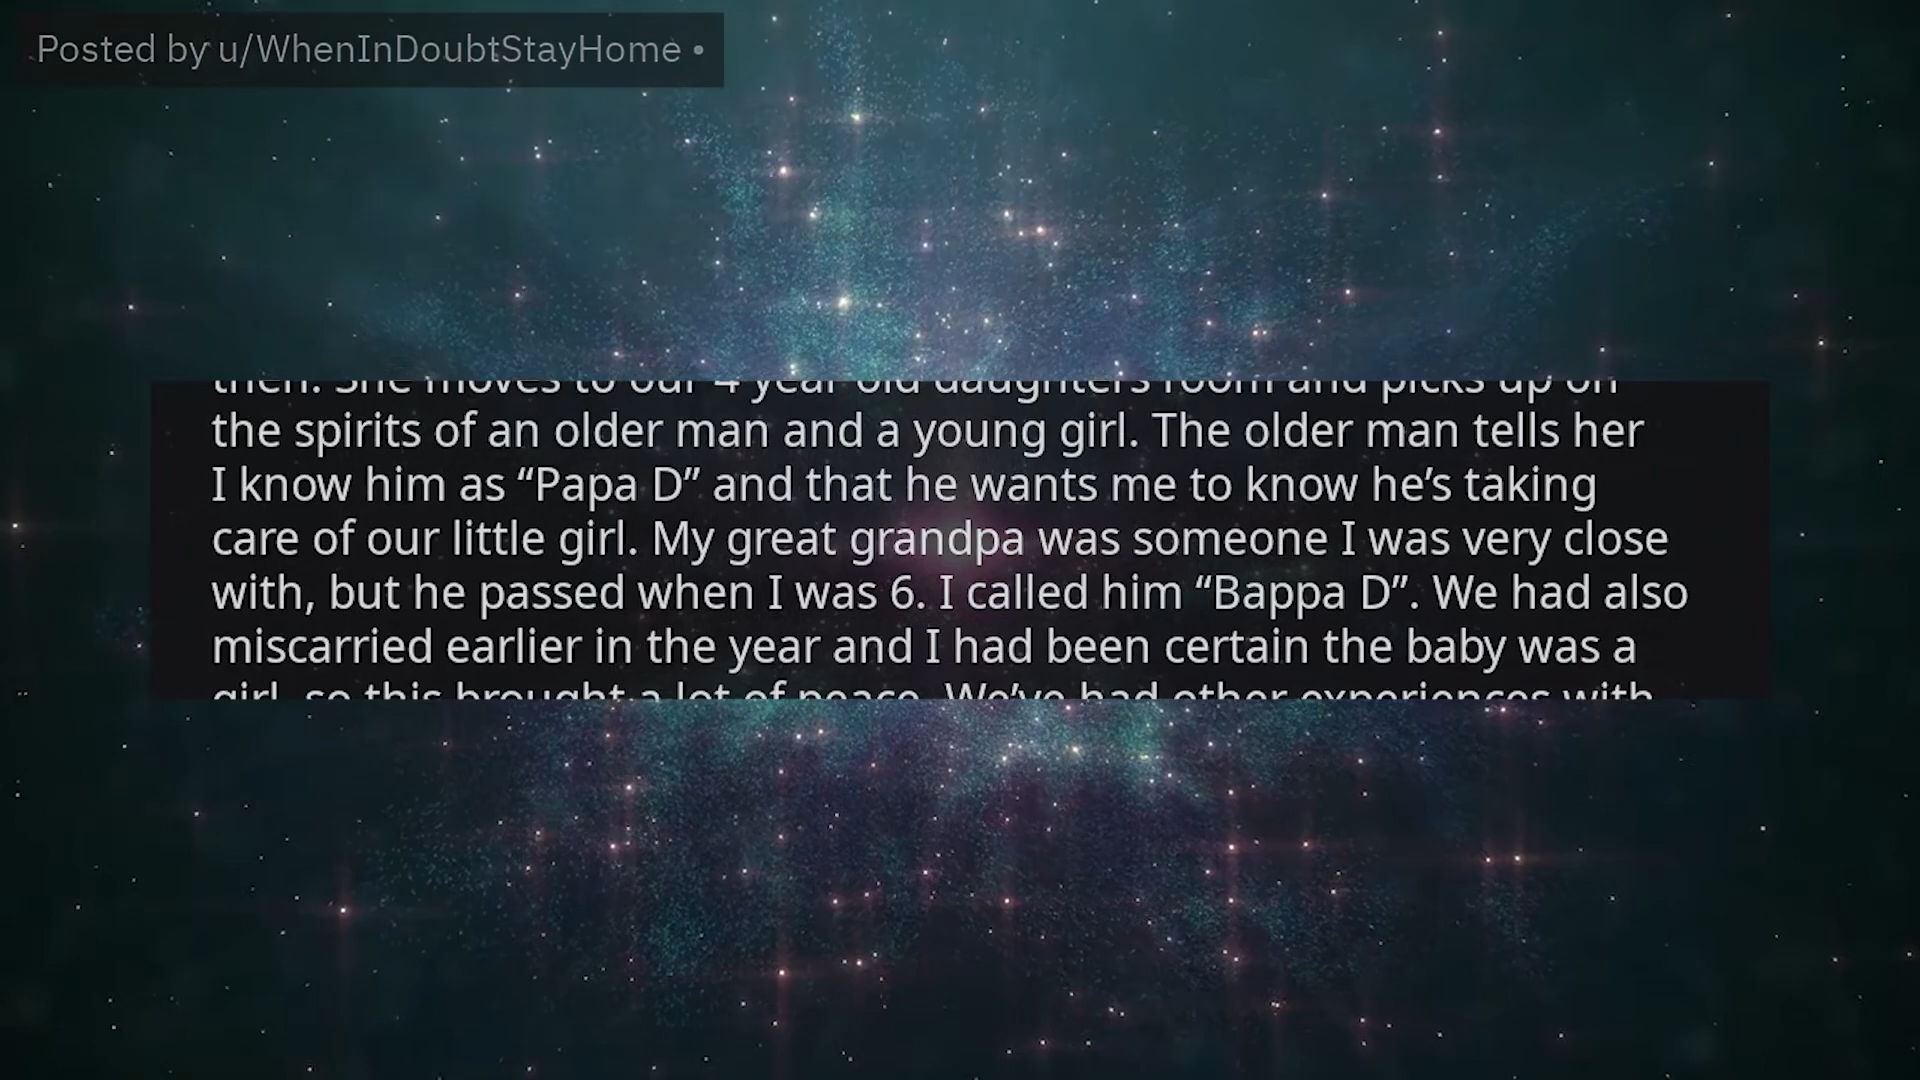 Posted by u/WhenInDoubtStayHome •
then. She moves to our 4 year old daughters room and picks up on
the spirits of an older man and a young girl. The older man tells her
I know him as “Papa D” and that he wants me to know he’s taking
care of our little girl. My great grandpa was someone I was very close
with, but he passed when I was 6. I called him “Bappa D”. We had also
miscarried earlier in the year and I had been certain the baby was a
girl, so this brought a lot of peace. We’ve had other experiences with